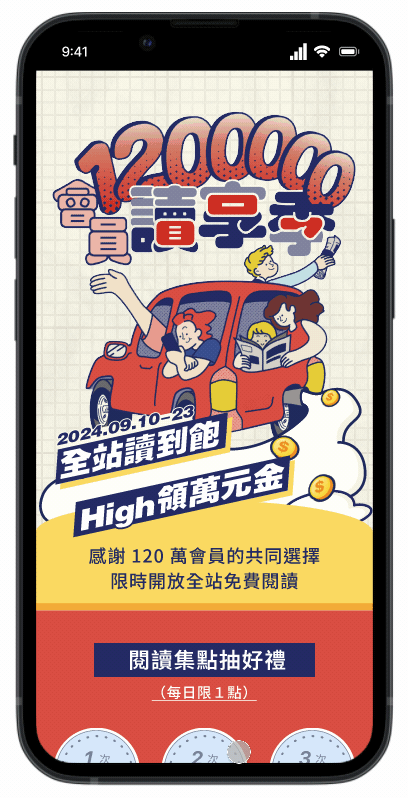 9:41
1200000
會員讀享季
2024.09.10-23
全站讀到飽
High領萬元金
感謝 120 萬會員的共同選擇
限時開放全站免費閱讀
閱讀集點抽好禮
（每日限１點）
1 次
2 次
3 次